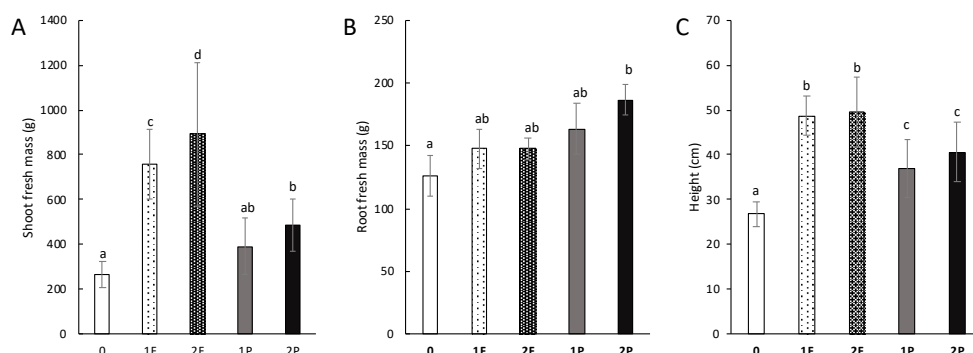 A
Shoot fresh mass (g)
1400
1200
1000
800
600
400
200
0
a
c
d
ab
b
0 1F 2F 1P 2P
B
Root fresh mass (g)
250
200
150
100
50
0
a
ab
ab
ab
b
0 1F 2F 1P 2P
C
Height (cm)
70
60
50
40
30
20
10
0
a
b
b
c
c
0 1F 2F 1P 2P